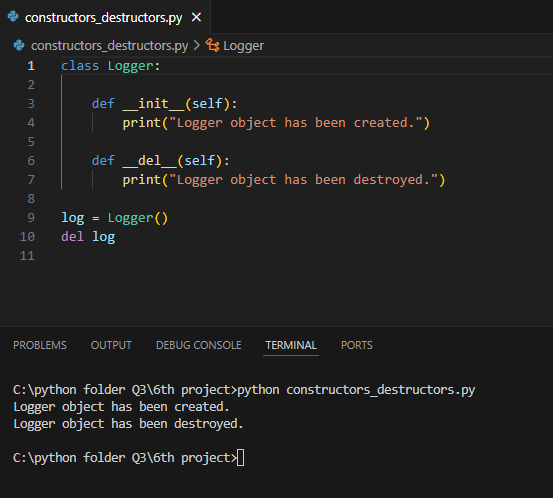 constructors_destructors.py ×
constructors_destructors.py > Logger
1 class Logger:
2
3     def __init__(self):
4         print("Logger object has been created.")
5
6     def __del__(self):
7         print("Logger object has been destroyed.")
8
9 log = Logger()
10 del log
11
PROBLEMS OUTPUT DEBUG CONSOLE TERMINAL PORTS
C:\python folder Q3\6th project>python constructors_destructors.py
Logger object has been created.
Logger object has been destroyed.
C:\python folder Q3\6th project>